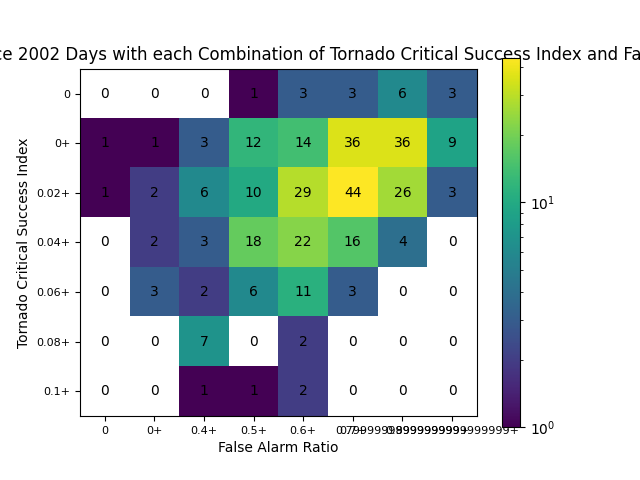 ce 2002 Days with each Combination of Tornado Critical Success Index and Fa
Tornado Critical Success Index
0 0 0 0 1 3 3 6 3
0+ 1 1 3 12 14 36 36 9
0.02+ 1 2 6 10 29 44 26 3
0.04+ 0 2 3 18 22 16 4 0
0.06+ 0 3 2 6 11 3 0 0
0.08+ 0 0 7 0 2 0 0 0
0.1+ 0 0 1 1 2 0 0 0
0 0+ 0.4+ 0.5+ 0.6+
False Alarm Ratio
10¹
10⁰